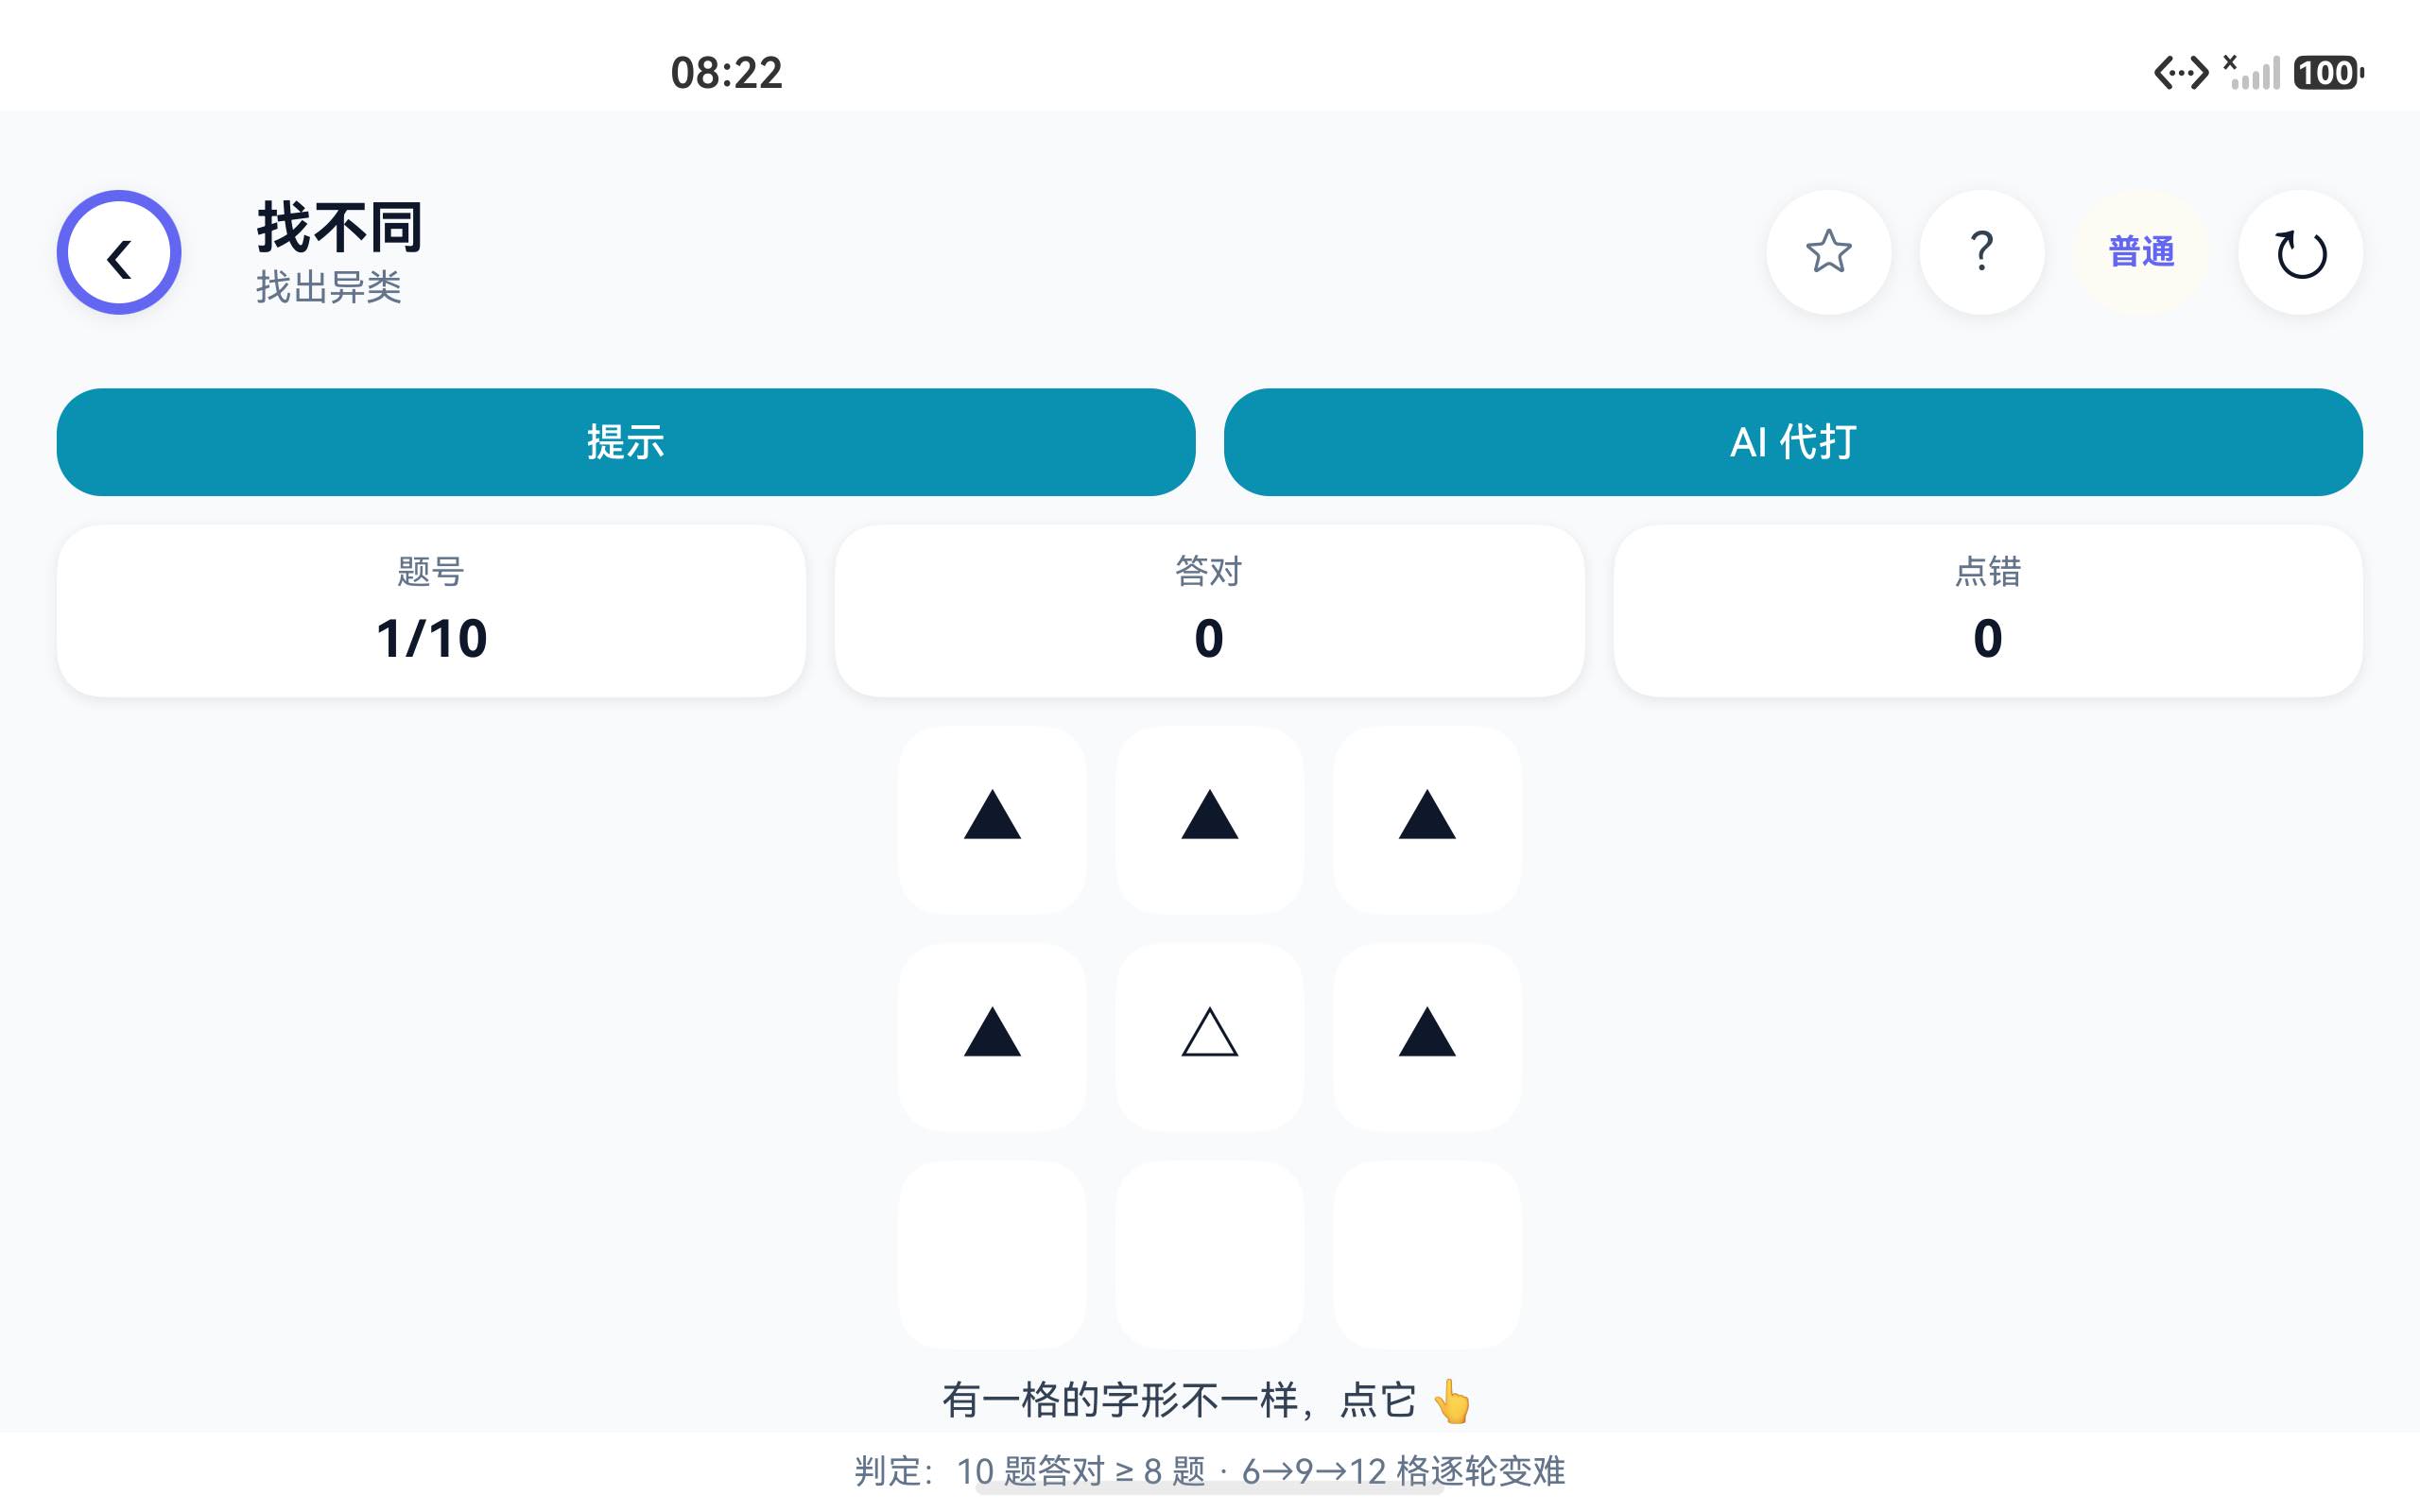 08:22
100
找不同
找出异类
?
普通
提示
AI 代打
题号
1/10
答对
0
点错
0
▲ ▲ ▲
▲ △ ▲
有一格的字形不一样，点它 👆
判定：10 题答对 ≥ 8 题 · 6→9→12 格逐轮变难